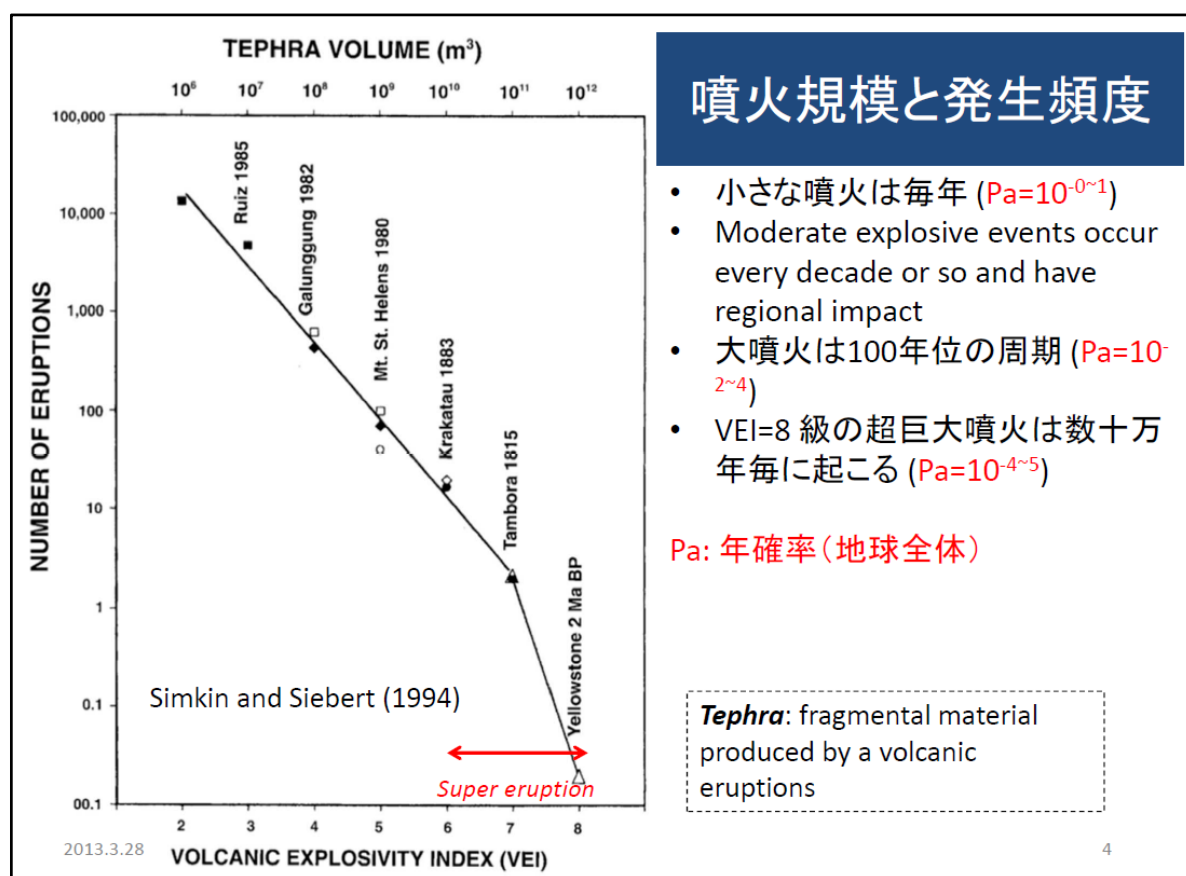 TEPHRA VOLUME (m³)
10⁶ 10⁷ 10⁸ 10⁹ 10¹⁰ 10¹¹ 10¹²
100,000
10,000
1,000
100
10
1
0.1
00.1
NUMBER OF ERUPTIONS
Ruiz 1985
Galunggung 1982
Mt. St. Helens 1980
Krakatau 1883
Tambora 1815
Yellowstone 2 Ma BP
Simkin and Siebert (1994)
Super eruption
2 3 4 5 6 7 8
VOLCANIC EXPLOSIVITY INDEX (VEI)
2013.3.28
噴火規模と発生頻度
• 小さな噴火は毎年 (Pa=10⁻⁰~¹)
• Moderate explosive events occur
every decade or so and have
regional impact
• 大噴火は100年位の周期 (Pa=10⁻
²~⁴)
• VEI=8 級の超巨大噴火は数十万
年毎に起こる (Pa=10⁻⁴~⁵)
Pa: 年確率(地球全体)
Tephra: fragmental material
produced by a volcanic
eruptions
4